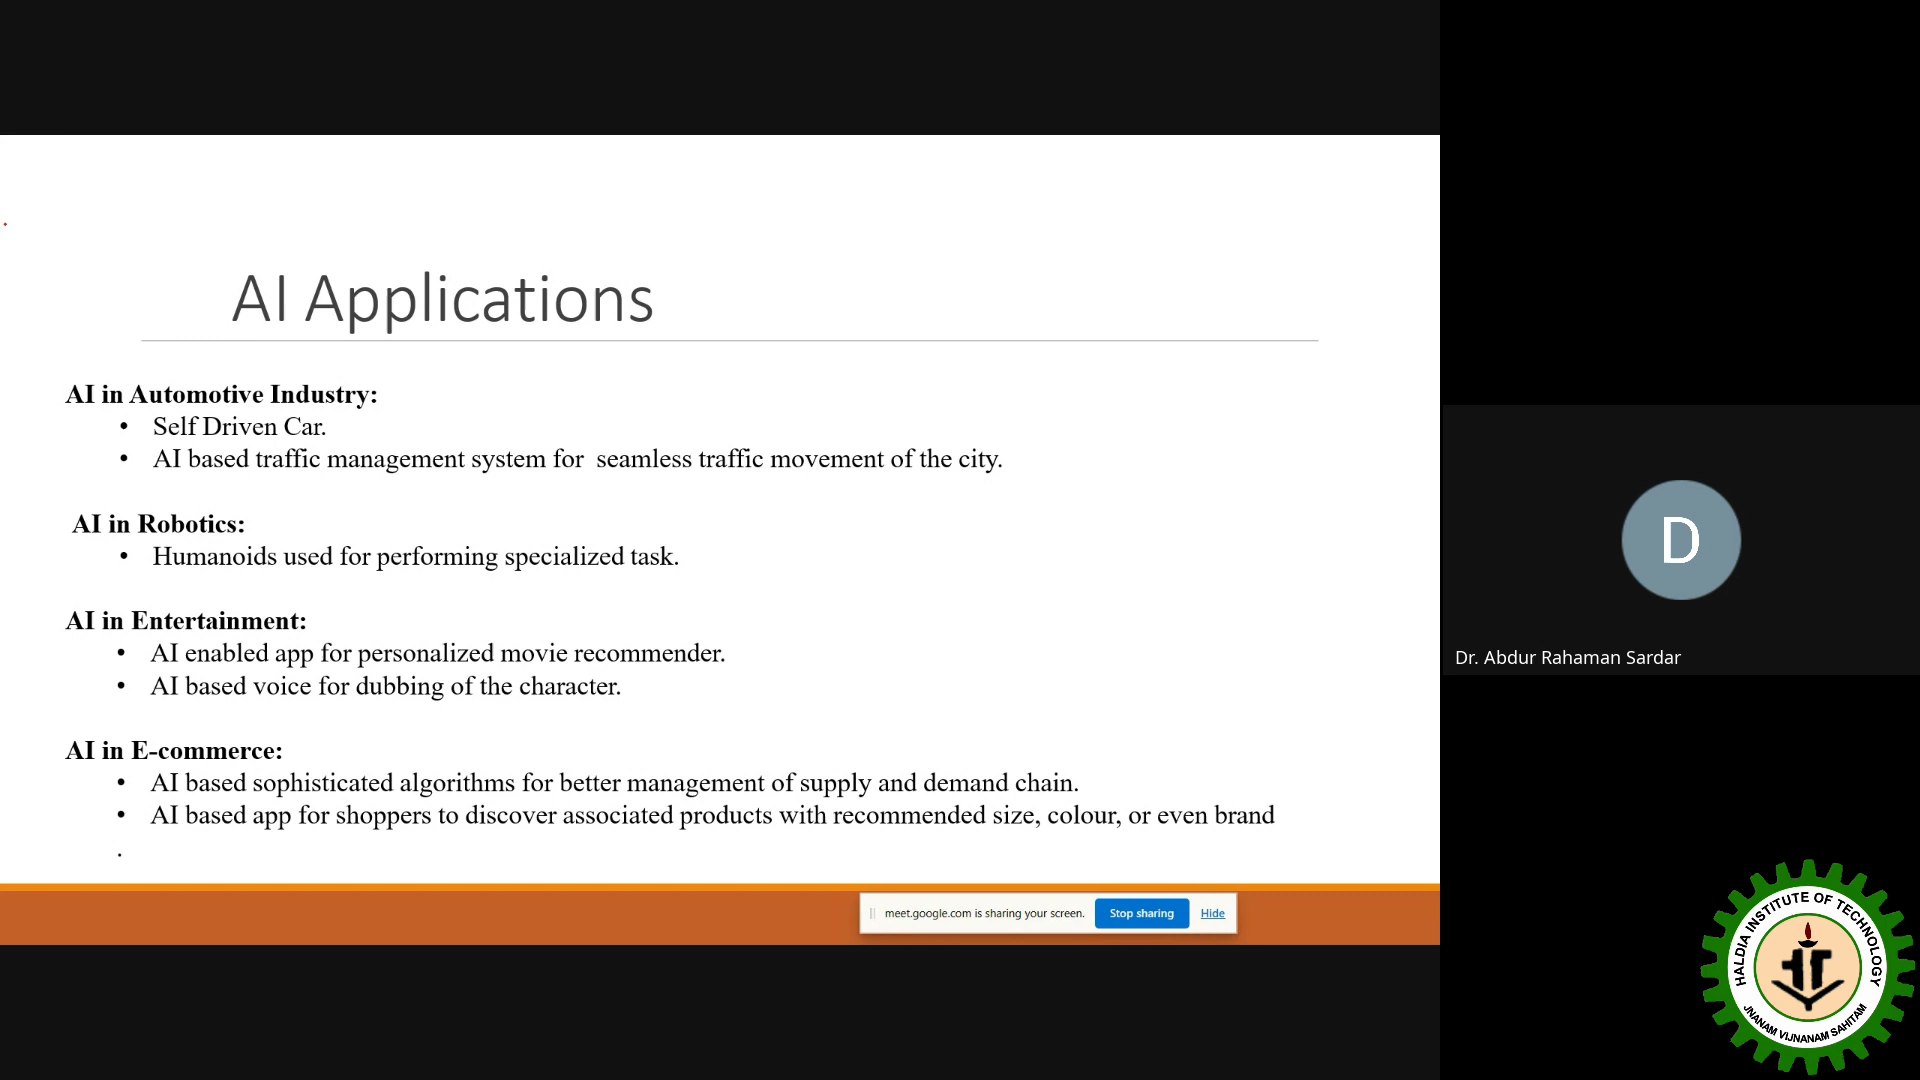 AI Applications
AI in Automotive Industry:
• Self Driven Car.
• AI based traffic management system for seamless traffic movement of the city.
AI in Robotics:
• Humanoids used for performing specialized task.
AI in Entertainment:
• AI enabled app for personalized movie recommender.
• AI based voice for dubbing of the character.
AI in E-commerce:
• AI based sophisticated algorithms for better management of supply and demand chain.
• AI based app for shoppers to discover associated products with recommended size, colour, or even brand
.
meet.google.com is sharing your screen. Stop sharing Hide
D
Dr. Abdur Rahaman Sardar
HALDIA INSTITUTE OF TECHNOLOGY
JNANAM VIJNANAM SAHITAM